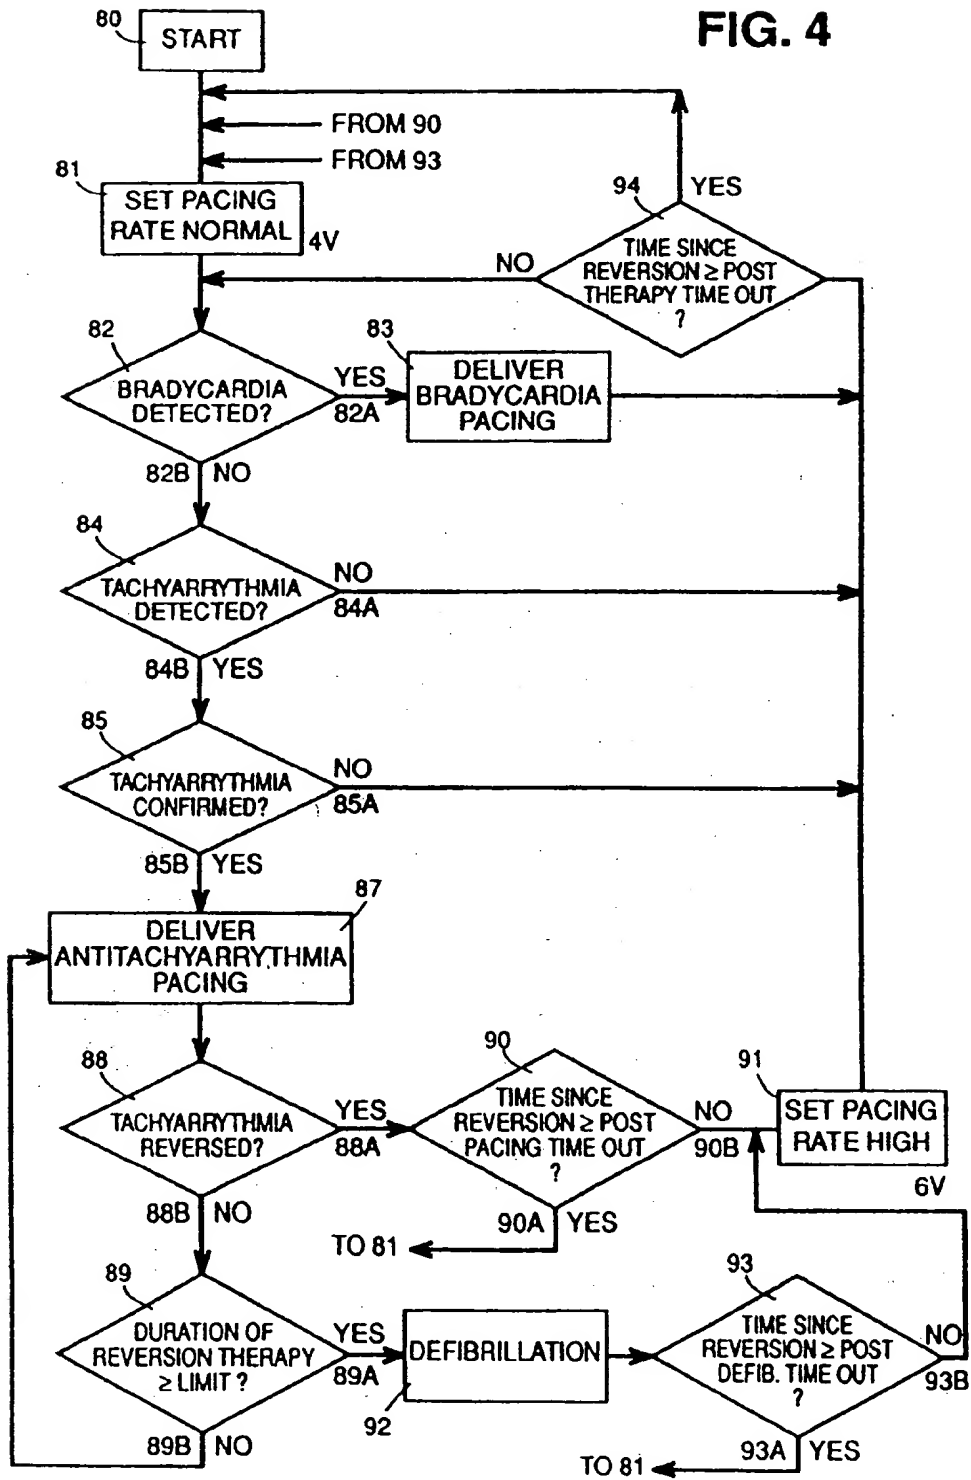 FIG. 4
80
START
FROM 90
FROM 93
81
SET PACING
RATE NORMAL
4V
94
YES
TIME SINCE
REVERSION ≥ POST
THERAPY TIME OUT
?
NO
82
BRADYCARDIA
DETECTED?
YES
82A
83
DELIVER
BRADYCARDIA
PACING
82B NO
84
TACHYARRYTHMIA
DETECTED?
NO
84A
84B YES
85
TACHYARRYTHMIA
CONFIRMED?
NO
85A
85B YES
87
DELIVER
ANTITACHYARRYTHMIA
PACING
88
TACHYARRYTHMIA
REVERSED?
YES
88A
90
TIME SINCE
REVERSION ≥ POST
PACING TIME OUT
?
NO
90B
91
SET PACING
RATE HIGH
6V
88B NO
90A YES
TO 81
89
DURATION OF
REVERSION THERAPY
≥ LIMIT ?
YES
89A
DEFIBRILLATION
92
93
TIME SINCE
REVERSION ≥ POST
DEFIB. TIME OUT
?
NO
93B
89B NO
93A YES
TO 81